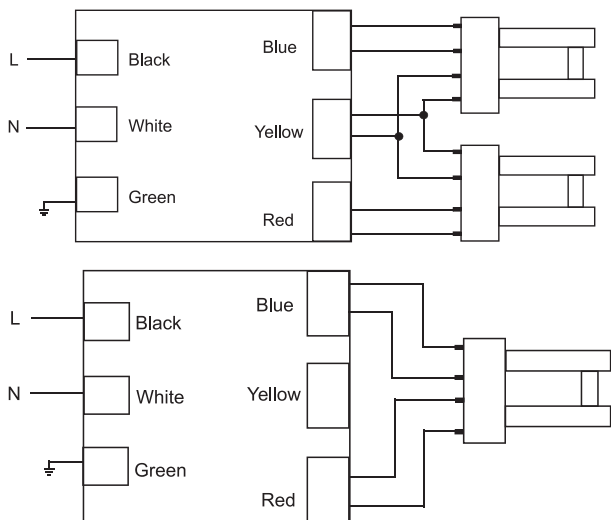 Blue
L
Black
N
White
Yellow
Green
Red
Blue
L
Black
N
White
Yellow
Green
Red